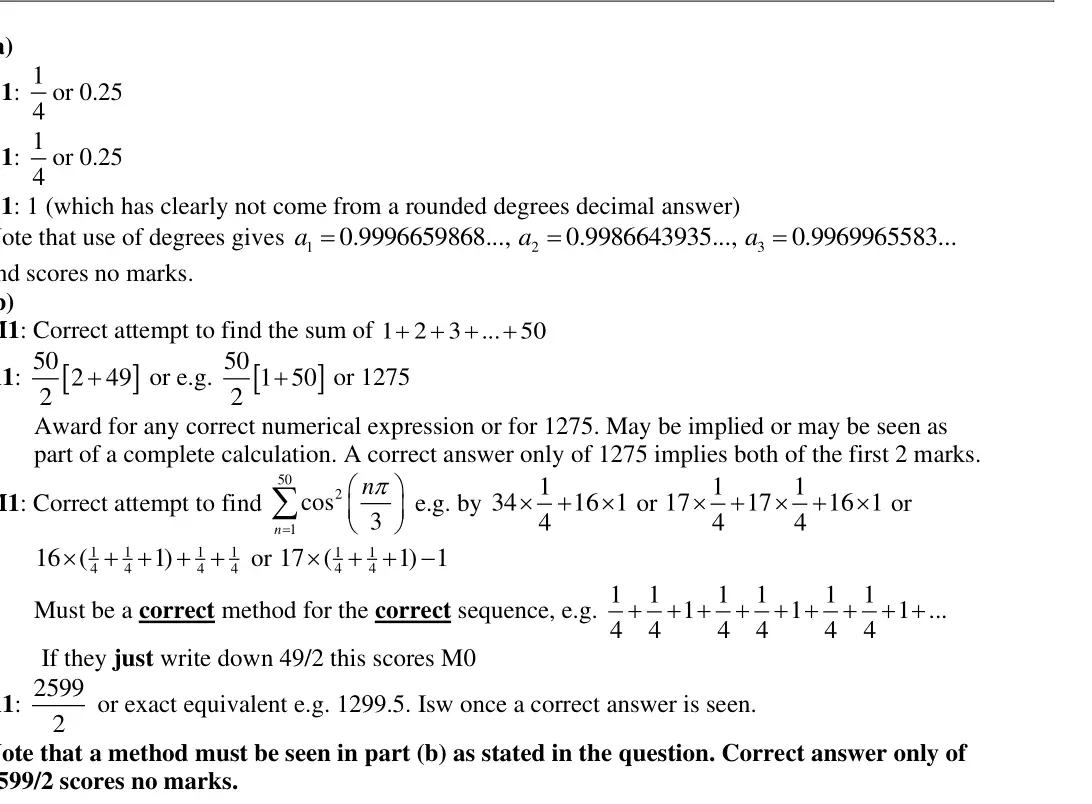 a)
1: 1/4 or 0.25
1: 1/4 or 0.25
1: 1 (which has clearly not come from a rounded degrees decimal answer)
ote that use of degrees gives a₁ = 0.9996659868..., a₂ = 0.9986643935..., a₃ = 0.9969965583...
nd scores no marks.
b)
M1: Correct attempt to find the sum of 1+2+3+...+50
1: 50/2 [2+49] or e.g. 50/2 [1+50] or 1275
Award for any correct numerical expression or for 1275. May be implied or may be seen as
part of a complete calculation. A correct answer only of 1275 implies both of the first 2 marks.
M1: Correct attempt to find ∑_{n=1}^{50} cos² (nπ/3) e.g. by 34×1/4+16×1 or 17×1/4+17×1/4+16×1 or
16×(1/4+1/4+1)+1/4+1/4 or 17×(1/4+1/4+1)−1
Must be a correct method for the correct sequence, e.g. 1/4+1/4+1+1/4+1/4+1+1/4+1/4+1+...
If they just write down 49/2 this scores M0
1: 2599/2 or exact equivalent e.g. 1299.5. Isw once a correct answer is seen.
ote that a method must be seen in part (b) as stated in the question. Correct answer only of
599/2 scores no marks.